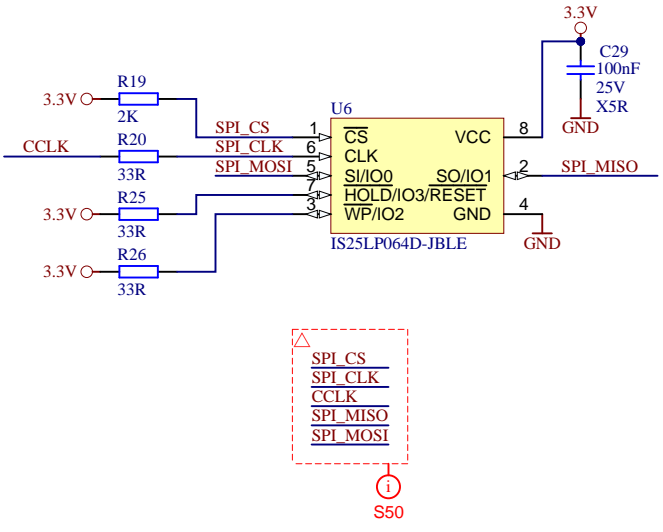 3.3V
C29
100nF
25V
X5R
GND
R19
3.3V
2K
U6
SPI_CS
1
CS
VCC
8
CCLK
R20
33R
SPI_CLK
6
CLK
SPI_MOSI
5
SI/IO0
SO/IO1
2
SPI_MISO
R25
3.3V
33R
7
HOLD/IO3/RESET
3
WP/IO2
GND
4
GND
IS25LP064D-JBLE
R26
3.3V
33R
SPI_CS
SPI_CLK
CCLK
SPI_MISO
SPI_MOSI
i
S50